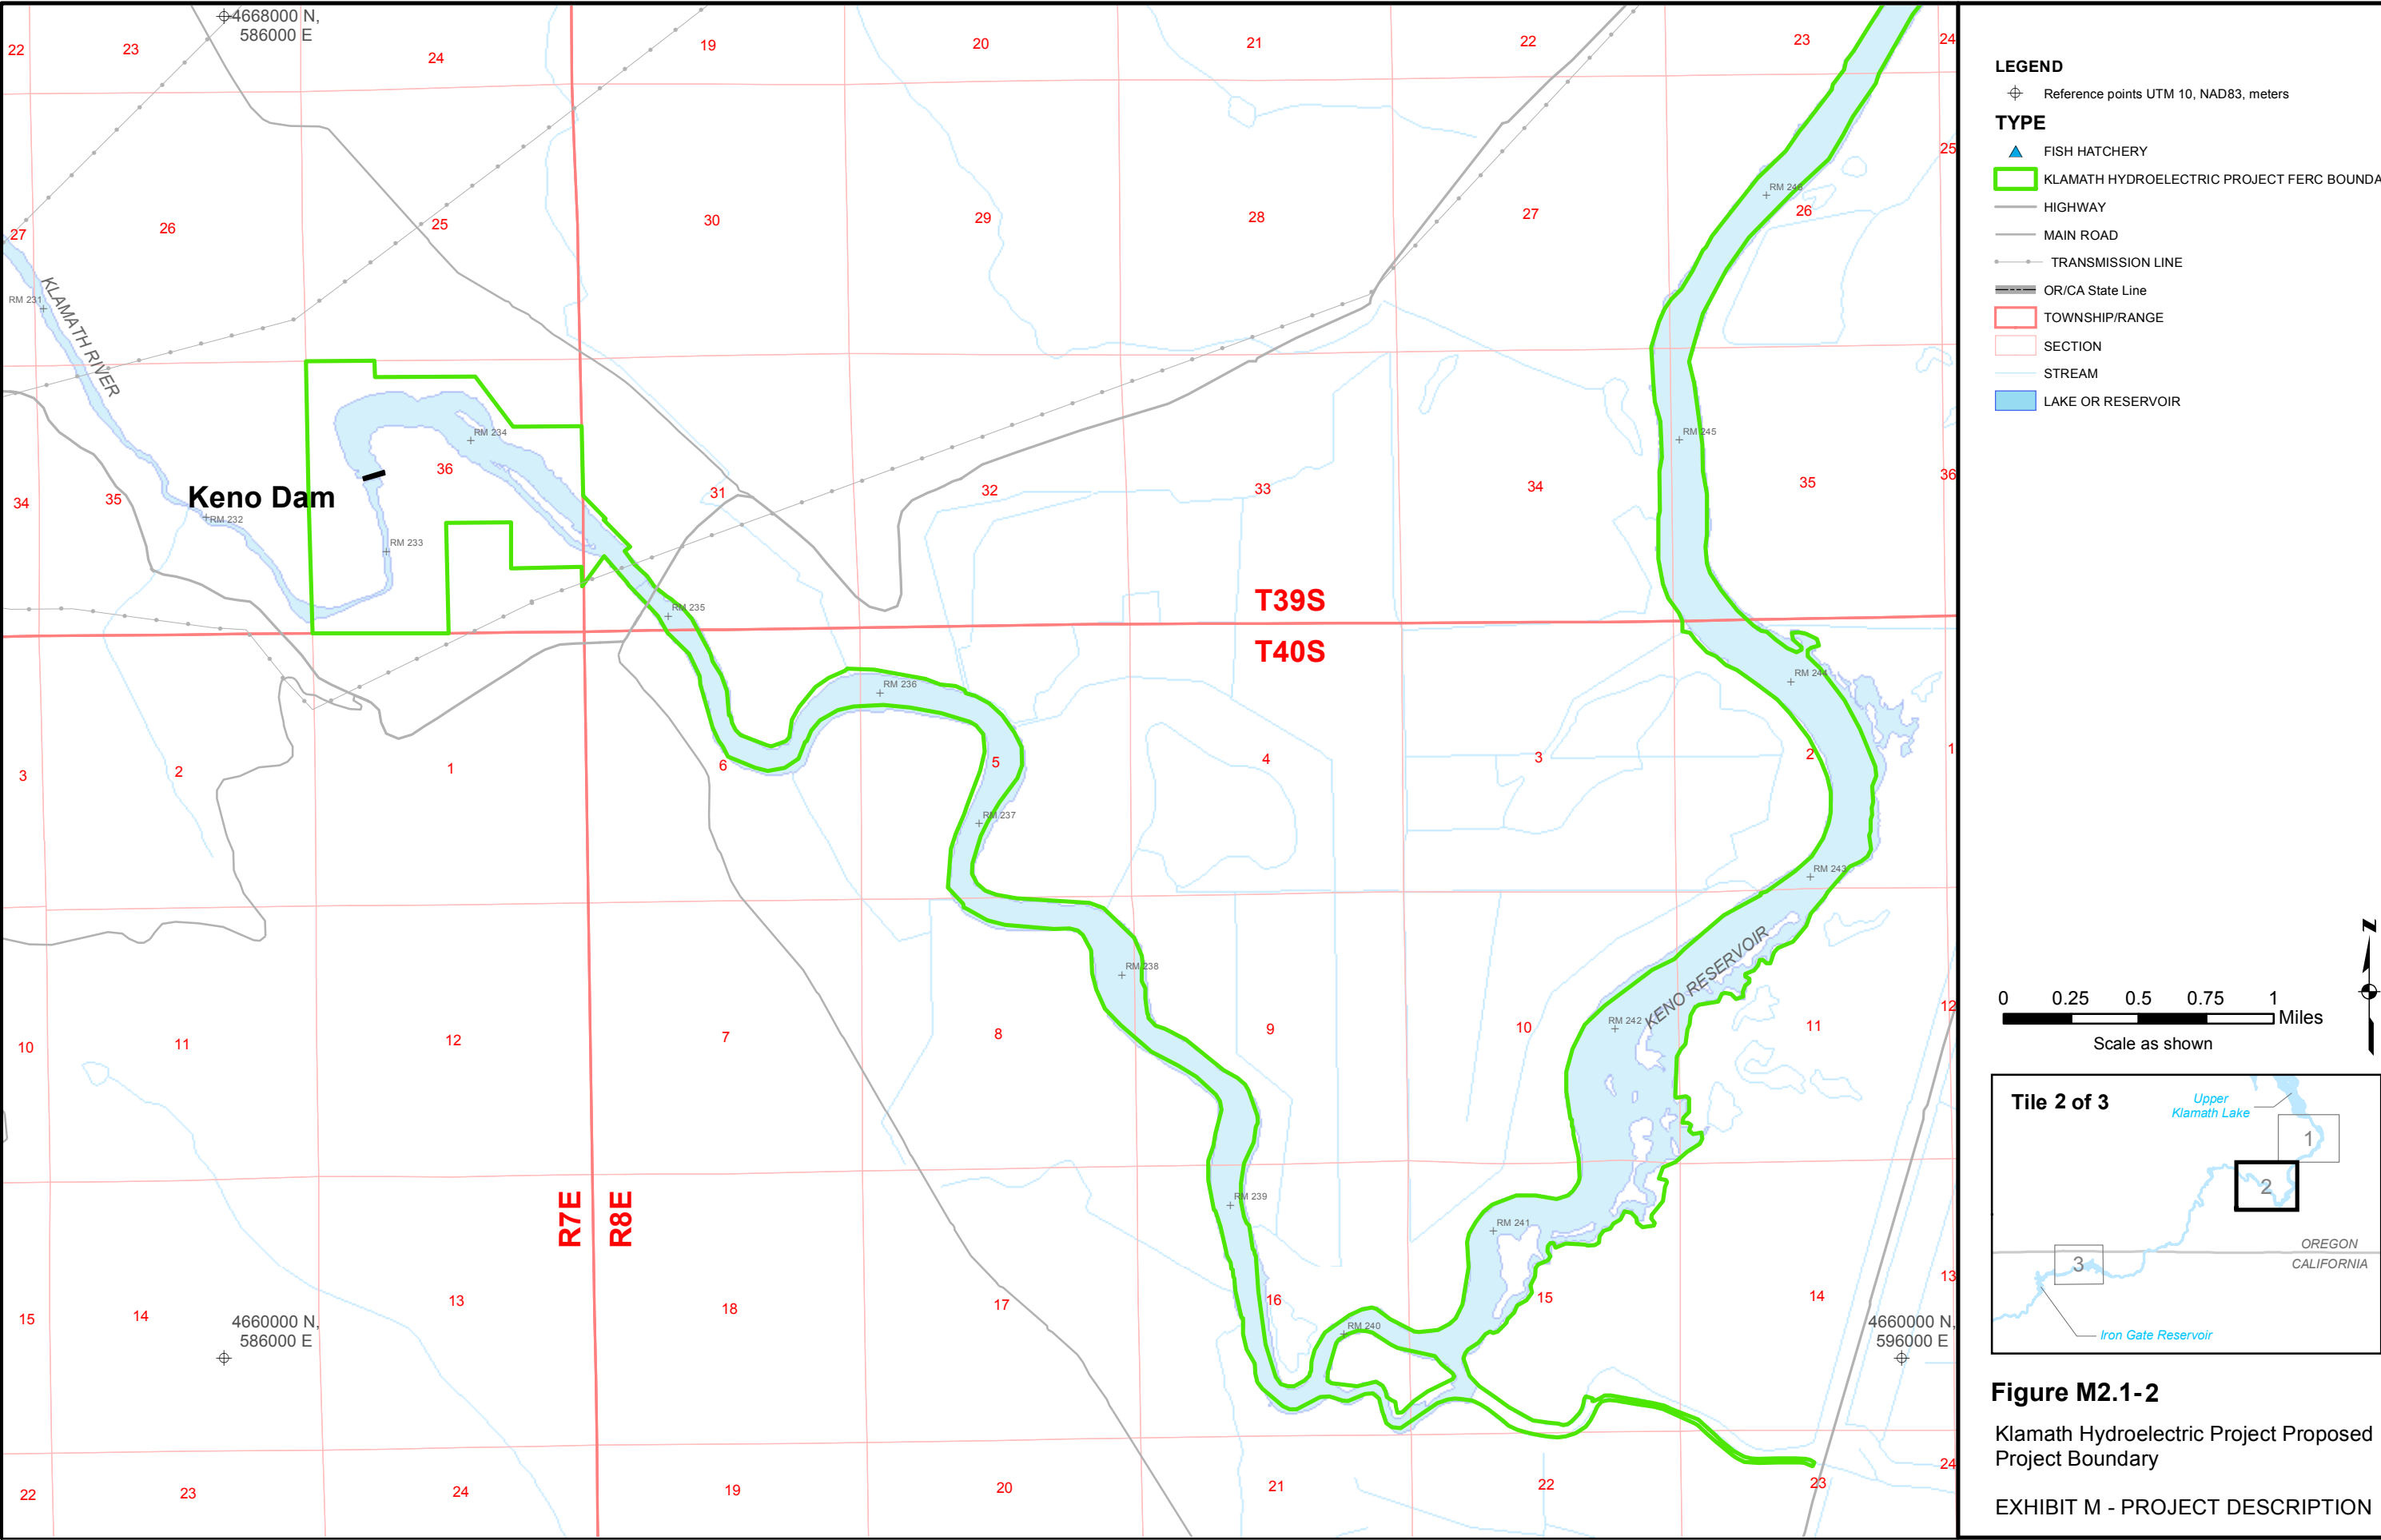 4668000 N,
586000 E
22
23
24
19
20
21
22
23
24
27
26
25
30
29
28
27
26
25
RM 246
RM 231
KLAMATH RIVER
RM 234
RM 245
34
35
36
31
32
33
34
35
36
Keno Dam
RM 232
RM 233
RM 235
T39S
T40S
RM 236
RM 244
3
2
1
6
5
4
3
2
1
RM 237
RM 243
RM 238
KENO RESERVOIR
RM 242
10
11
12
7
8
9
10
11
12
R7E
R8E
RM 239
RM 241
15
14
13
18
17
16
15
14
13
RM 240
4660000 N,
586000 E
4660000 N,
596000 E
22
23
24
19
20
21
22
23
24
LEGEND
Reference points UTM 10, NAD83, meters
TYPE
FISH HATCHERY
KLAMATH HYDROELECTRIC PROJECT FERC BOUNDA
HIGHWAY
MAIN ROAD
TRANSMISSION LINE
OR/CA State Line
TOWNSHIP/RANGE
SECTION
STREAM
LAKE OR RESERVOIR
N
0 0.25 0.5 0.75 1
Miles
Scale as shown
Tile 2 of 3
Upper
Klamath Lake
1
2
3
OREGON
CALIFORNIA
Iron Gate Reservoir
Figure M2.1-2
Klamath Hydroelectric Project Proposed
Project Boundary
EXHIBIT M - PROJECT DESCRIPTION